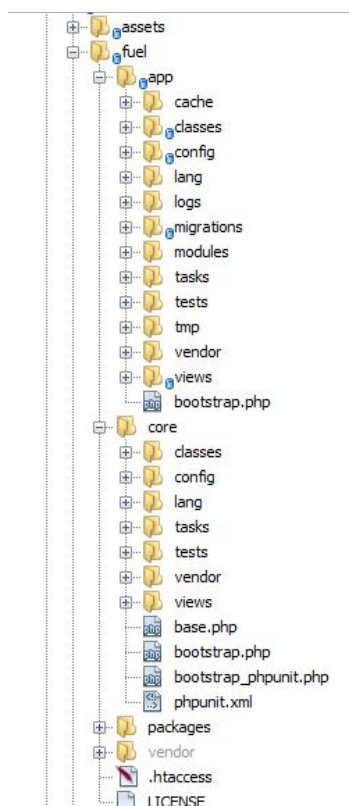 assets
fuel
app
cache
classes
config
lang
logs
migrations
modules
tasks
tests
tmp
vendor
views
bootstrap.php
core
classes
config
lang
tasks
tests
vendor
views
base.php
bootstrap.php
bootstrap_phpunit.php
phpunit.xml
packages
vendor
.htaccess
LICENSE